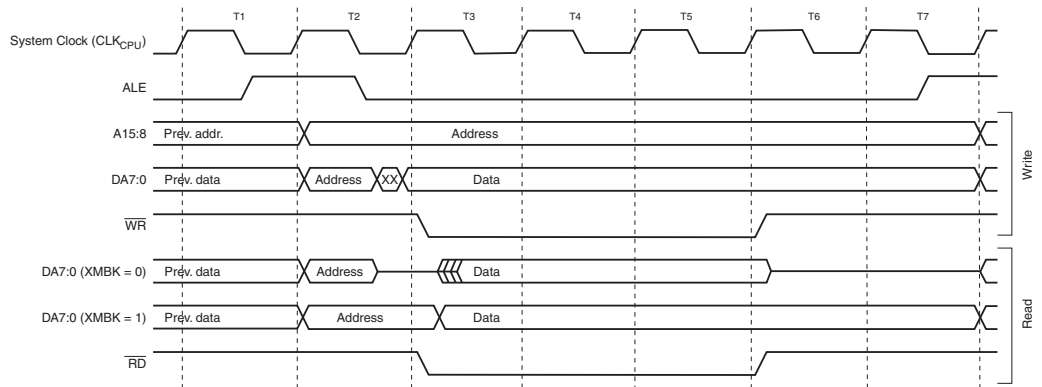 T1 T2 T3 T4 T5 T6 T7
System Clock (CLKCPU)
ALE
A15:8 Prev. addr. Address
DA7:0 Prev. data Address XX Data
WR
Write
DA7:0 (XMBK = 0) Prev. data Address Data
DA7:0 (XMBK = 1) Prev. data Address Data
RD
Read